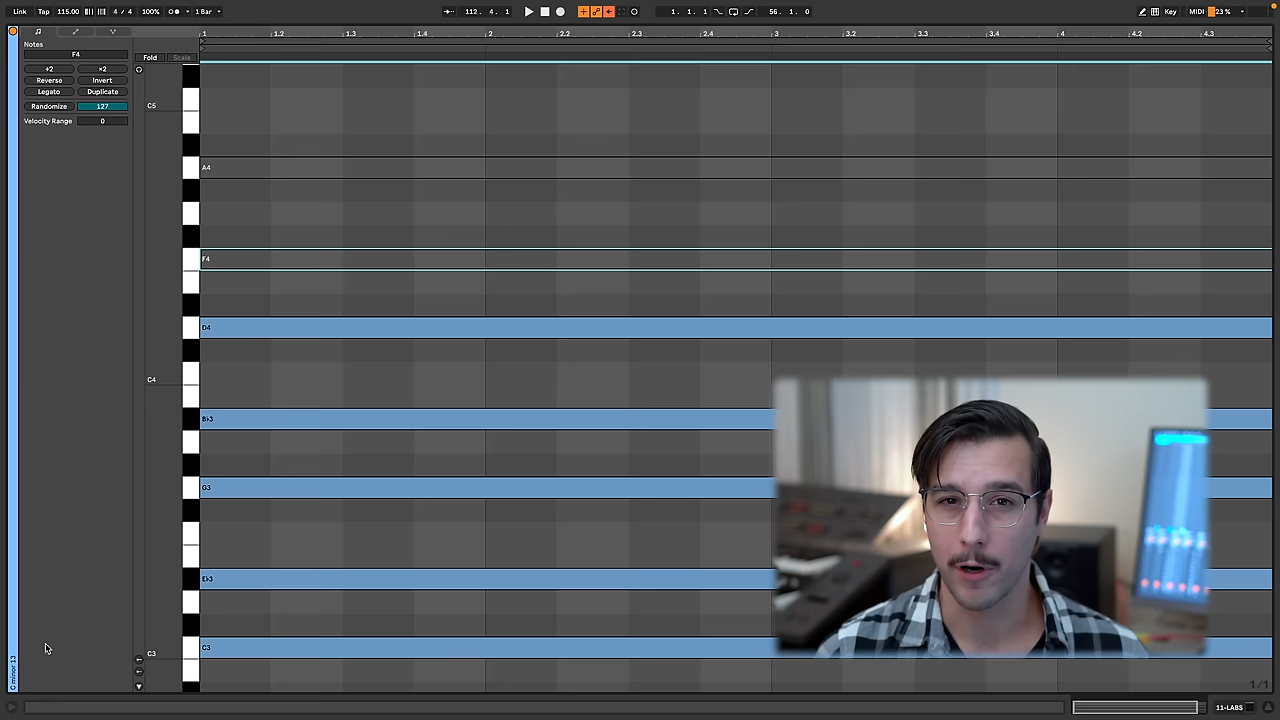 Link Tap 115.00 4 / 4 100% 1 Bar 112. 4. 1 1. 1. 1 56. 1. 0 Key MIDI 23 %
1 1.2 1.3 1.4 2 2.2 2.3 2.4 3 3.2 3.3 3.4 4 4.2 4.3
Notes
F4
Fold Scale
÷2 ×2
Reverse Invert
Legato Duplicate
Randomize 127
Velocity Range 0
C5
A4
F4
D4
C4
B♭3
G3
E♭3
C3 C3
C minor 13
1/1
11-LABS